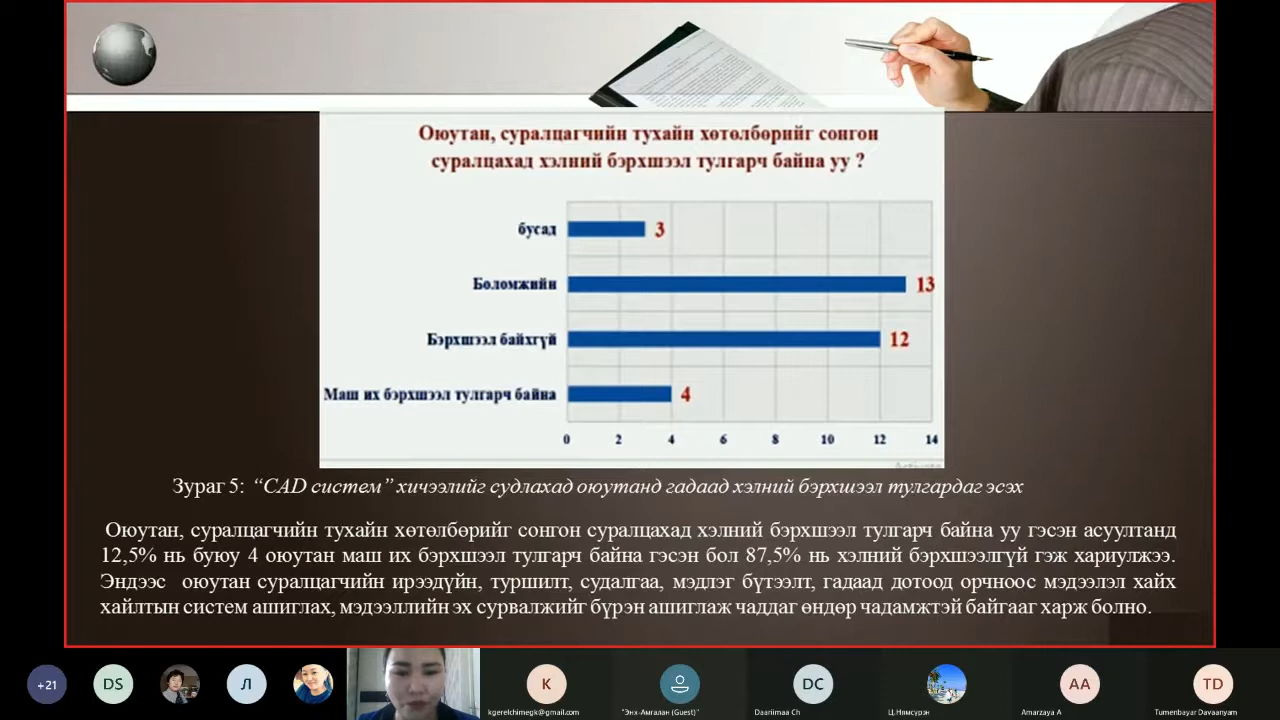 Оюутан, суралцагчийн тухайн хөтөлбөрийг сонгон
суралцахад хэлний бэрхшээл тулгарч байна уу ?
бусад 3
Боломжийн 13
Бэрхшээл байхгүй 12
Маш их бэрхшээл тулгарч байна 4
0 2 4 6 8 10 12 14
Зураг 5: “CAD систем” хичээлийг судлахад оюутанд гадаад хэлний бэрхшээл тулгардаг эсэх
Оюутан, суралцагчийн тухайн хөтөлбөрийг сонгон суралцахад хэлний бэрхшээл тулгарч байна уу гэсэн асуултанд
12,5% нь буюу 4 оюутан маш их бэрхшээл тулгарч байна гэсэн бол 87,5% нь хэлний бэрхшээлгүй гэж хариулжээ.
Эндээс оюутан суралцагчийн ирээдүйн, туршилт, судалгаа, мэдлэг бүтээлт, гадаад дотоод орчноос мэдээлэл хайх
хайлтын систем ашиглах, мэдээллийн эх сурвалжийг бүрэн ашиглаж чаддаг өндөр чадамжтэй байгааг харж болно.
+21 DS Л K DC AA TD
kgerelchimegk@gmail.com "Энх-Амгалан (Guest)" Daariimaa Ch Ц.Нямсүрэн Amarzaya A Tumenbayar Davaanyam